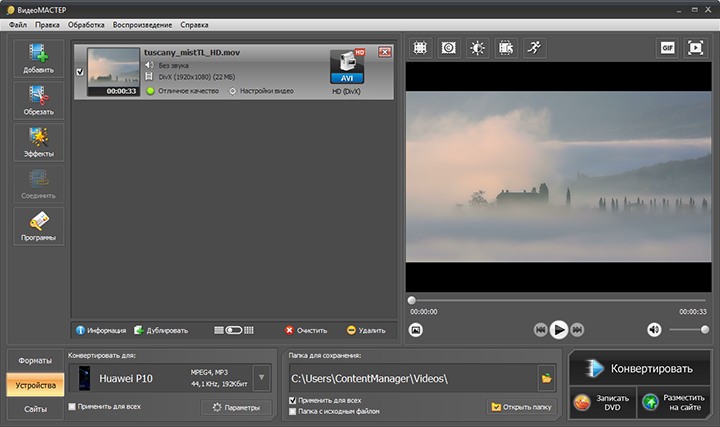 ВидеоМАСТЕР
Файл Правка Обработка Воспроизведение Справка
Добавить
Обрезать
Эффекты
Соединить
Программы
tuscany_mistTL_HD.mov
Без звука
DivX (1920x1080) (22 МБ)
Отличное качество Настройки видео
00:00:33
HD
AVI
HD (DivX)
GIF
00:00:00 00:00:33
Информация Дублировать Очистить Удалить
Форматы
Устройства
Сайты
Конвертировать для:
Huawei P10
MPEG4, MP3
44,1 KHz, 192Кбит
Применить для всех
Параметры
Папка для сохранения:
C:\Users\ContentManager\Videos\
Применить для всех
Папка с исходным файлом
Открыть папку
Конвертировать
Записать
DVD
Разместить
на сайте